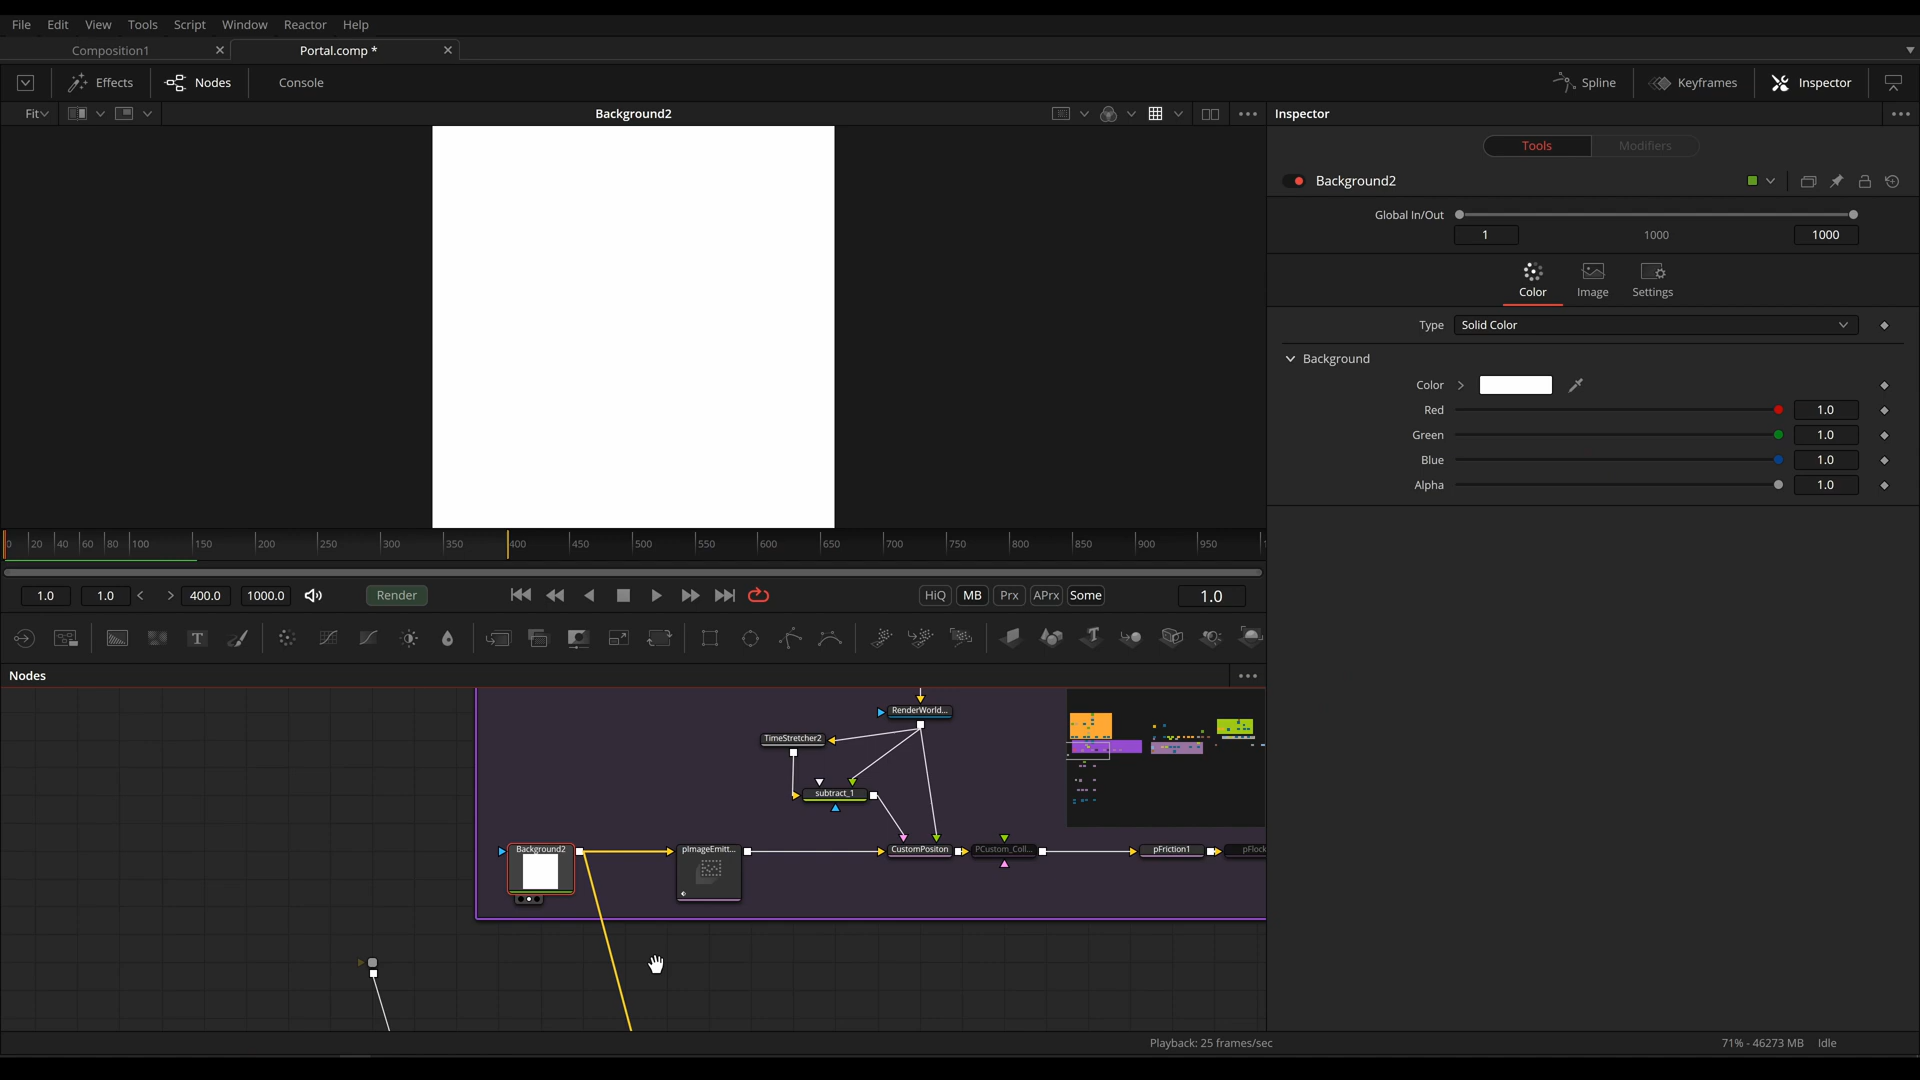 File Edit View Tools Script Window Reactor Help
Composition1 Portal.comp *
Effects Nodes Console Spline Keyframes Inspector
Fit Background2 Inspector
Tools Modifiers
Background2
Global In/Out
1 1000 1000
Color Image Settings
Type Solid Color
Background
Color
Red 1.0
Green 1.0
Blue 1.0
Alpha 1.0
0 20 40 60 80 100 150 200 250 300 350 400 450 500 550 600 650 700 750 800 850 900 950
1.0 1.0 < > 400.0 1000.0 Render HiQ MB Prx APrx Some 1.0
Nodes
RenderWorld...
TimeStretcher2
subtract_1
Background2 pImageEmitt... CustomPositon PCustom_Coll... pFriction1 pFlock
Playback: 25 frames/sec 71% - 46273 MB Idle